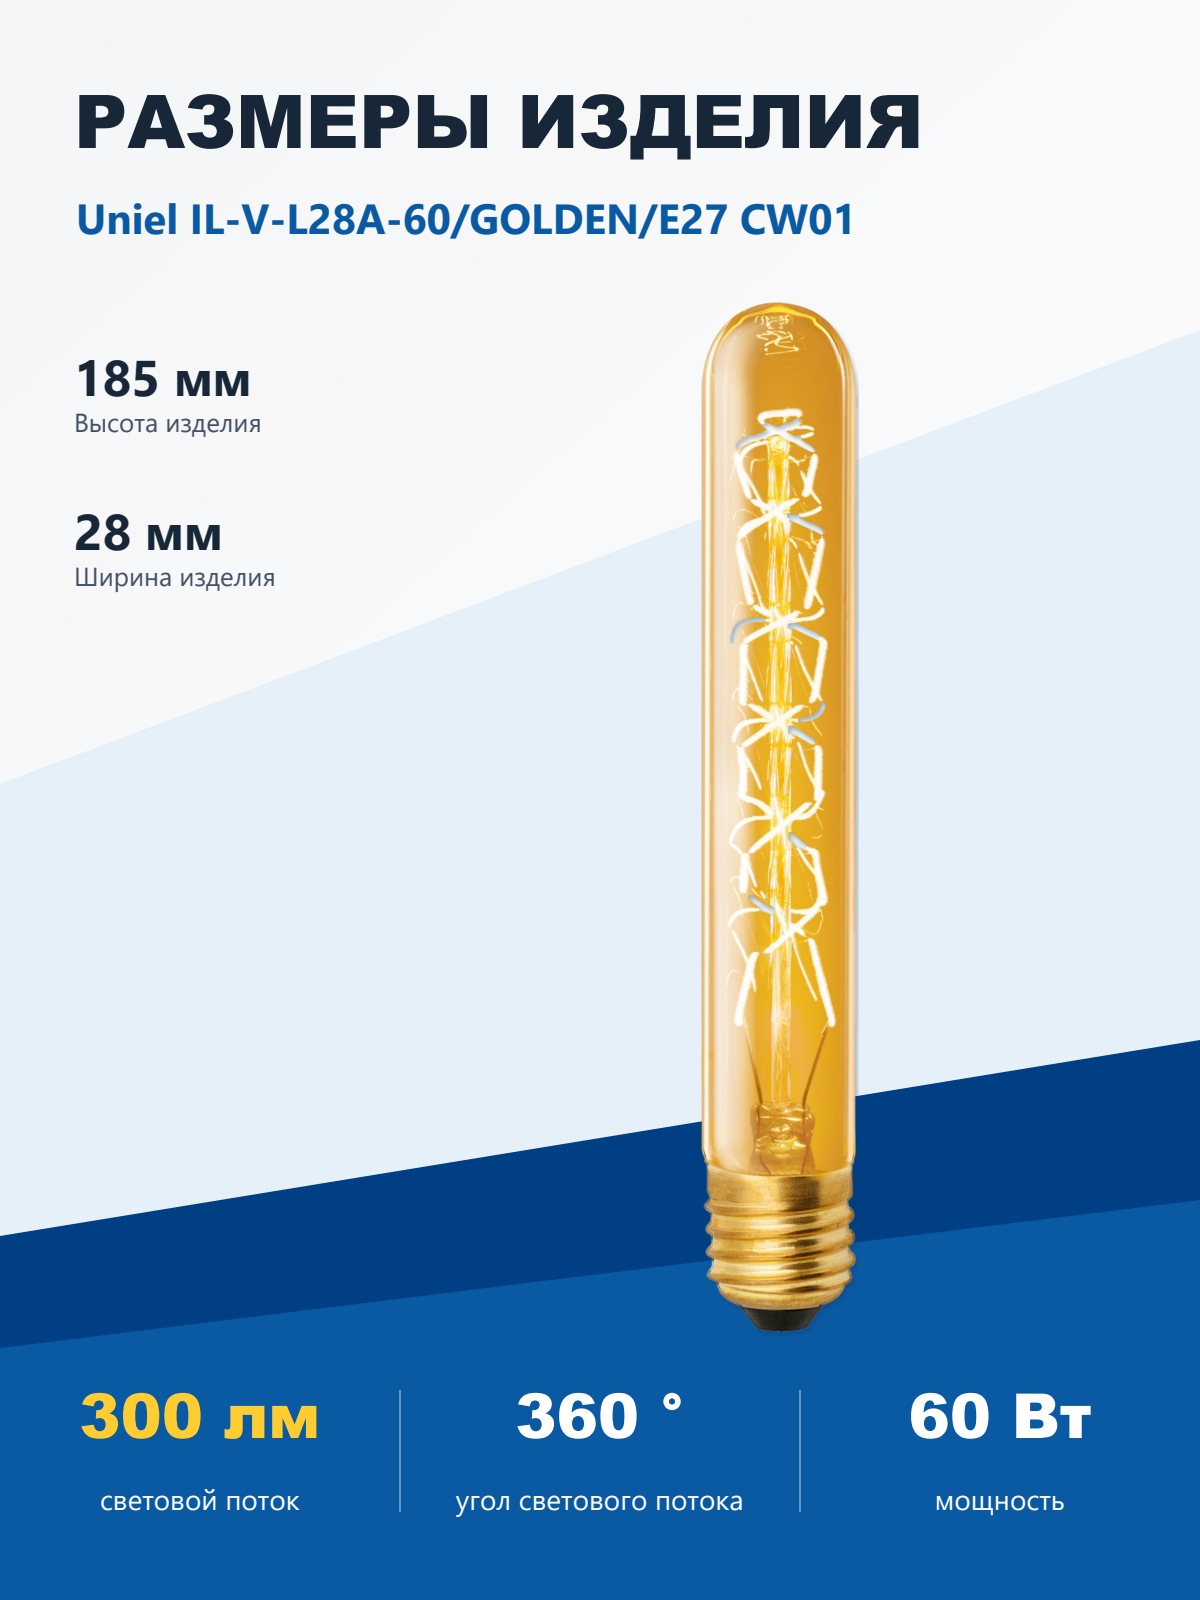 РАЗМЕРЫ ИЗДЕЛИЯ
Uniel IL-V-L28A-60/GOLDEN/E27 CW01
185 мм
Высота изделия
28 мм
Ширина изделия
300 лм
световой поток
360 °
угол светового потока
60 Вт
мощность